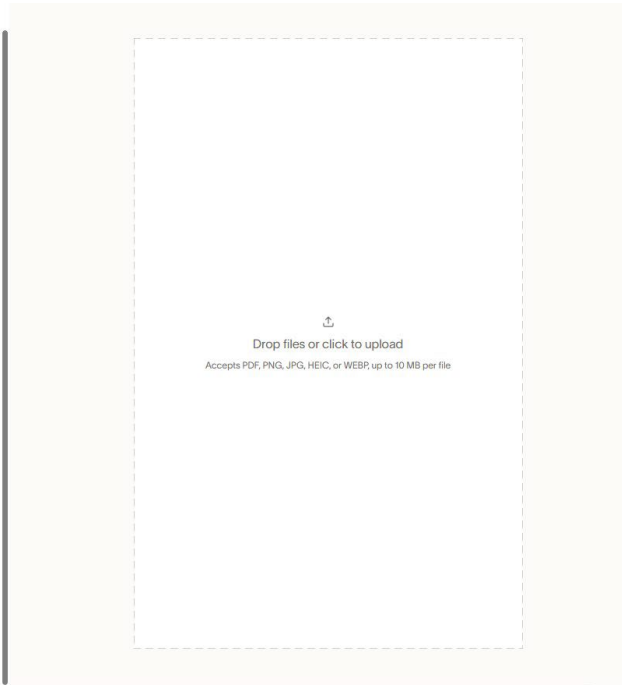 Drop files or click to upload
Accepts PDF, PNG, JPG, HEIC, or WEBP, up to 10 MB per file